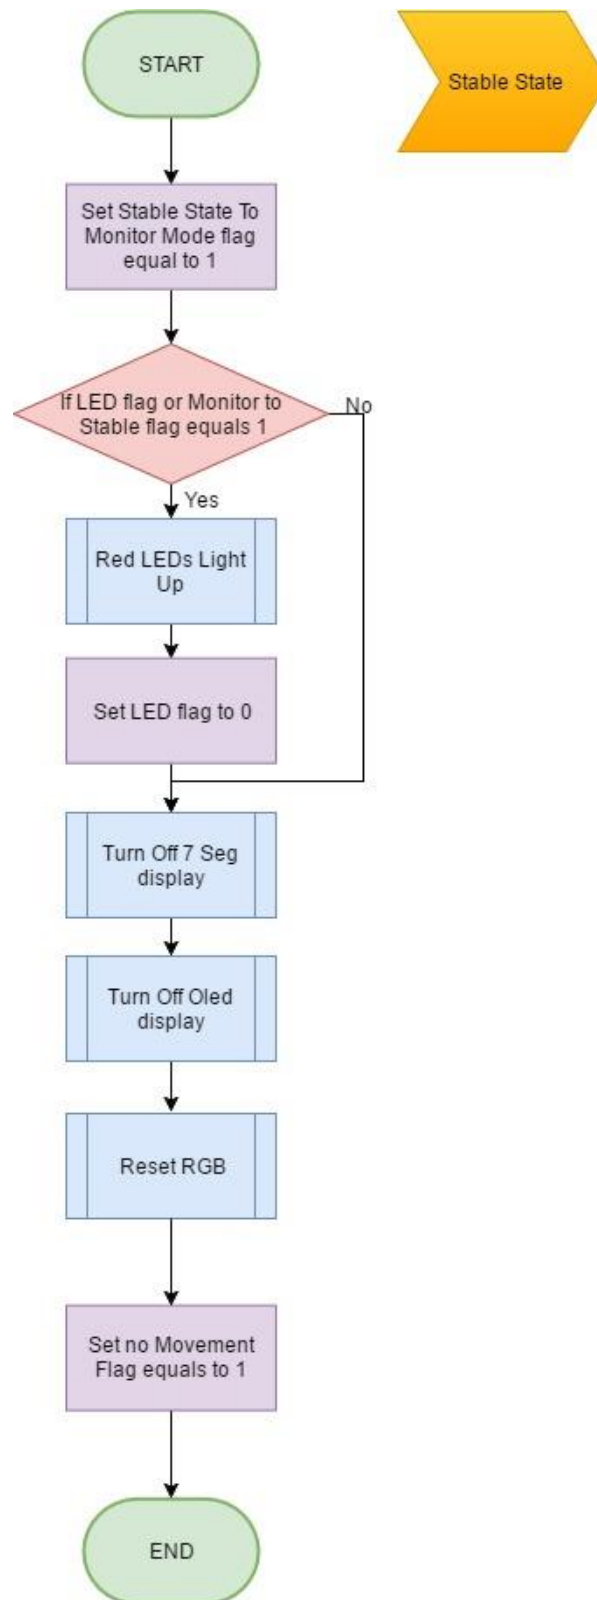 START
Stable State
Set Stable State To
Monitor Mode flag
equal to 1
If LED flag or Monitor to
Stable flag equals 1
No
Yes
Red LEDs Light
Up
Set LED flag to 0
Turn Off 7 Seg
display
Turn Off Oled
display
Reset RGB
Set no Movement
Flag equals to 1
END